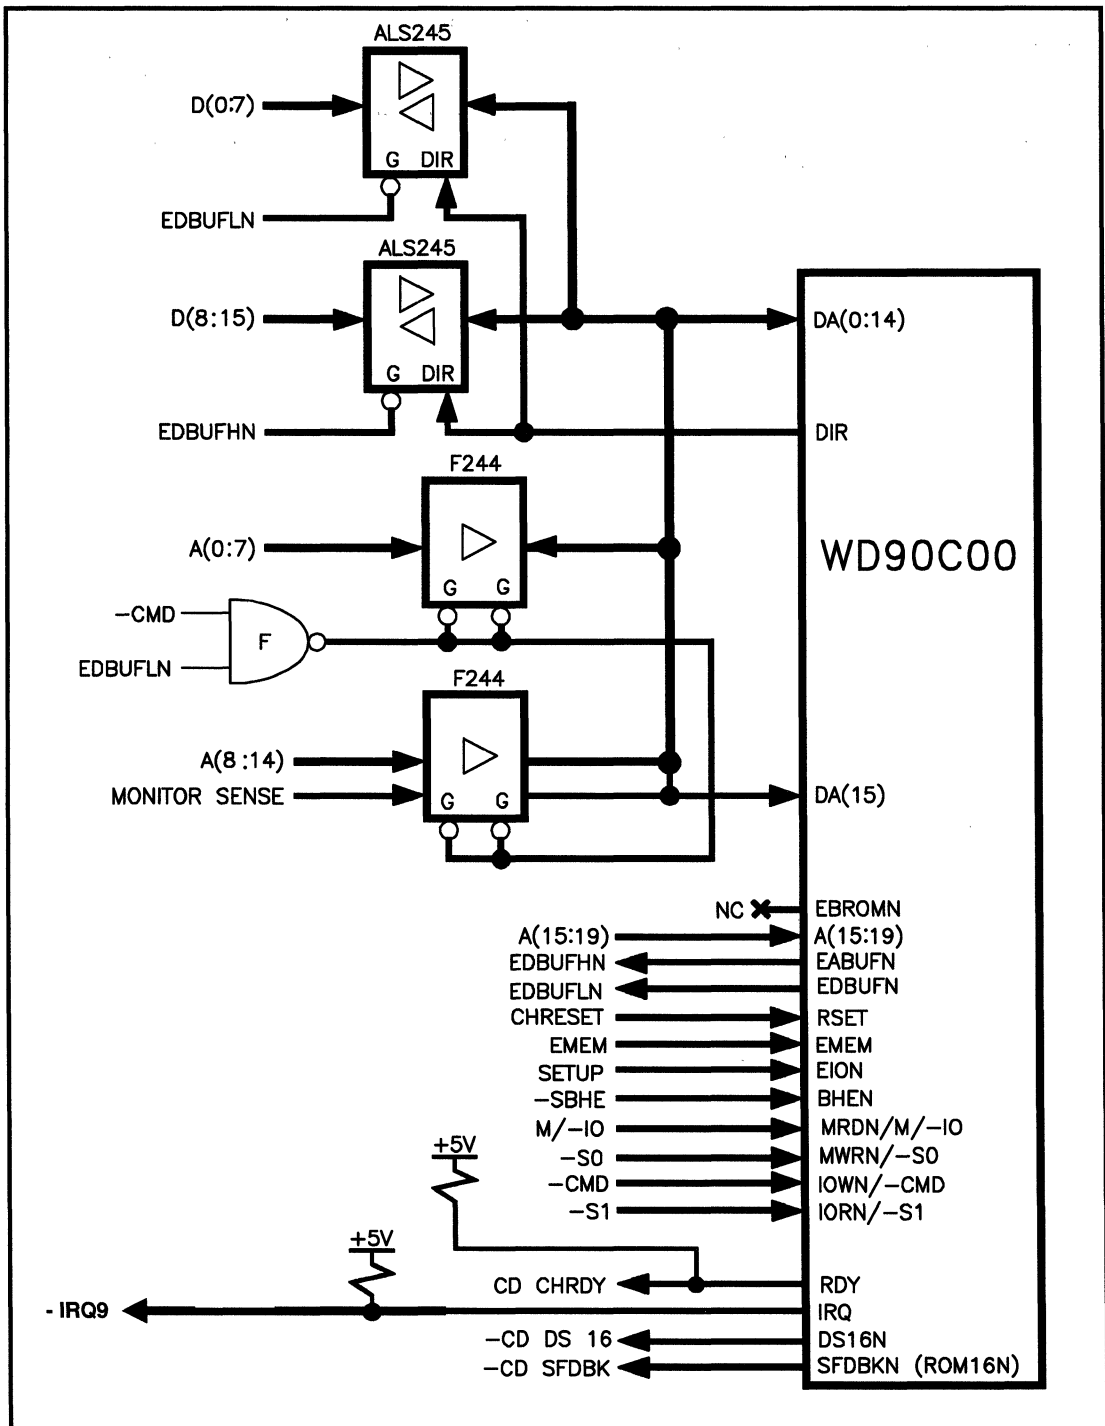 ALS245
D(0:7)
G DIR
EDBUFLN
ALS245
D(8:15)
DA(0:14)
G DIR
EDBUFHN
DIR
F244
A(0:7)
WD90C00
G G
-CMD
F
EDBUFLN
F244
A(8:14)
MONITOR SENSE
G G
DA(15)
NC EBROMN
A(15:19) A(15:19)
EDBUFHN EABUFN
EDBUFLN EDBUFN
CHRESET RSET
EMEM EMEM
SETUP EION
-SBHE BHEN
M/-IO MRDN/M/-IO
+5V
-S0 MWRN/-S0
-CMD IOWN/-CMD
-S1 IORN/-S1
+5V
CD CHRDY RDY
- IRQ9 IRQ
-CD DS 16 DS16N
-CD SFDBK SFDBKN (ROM16N)